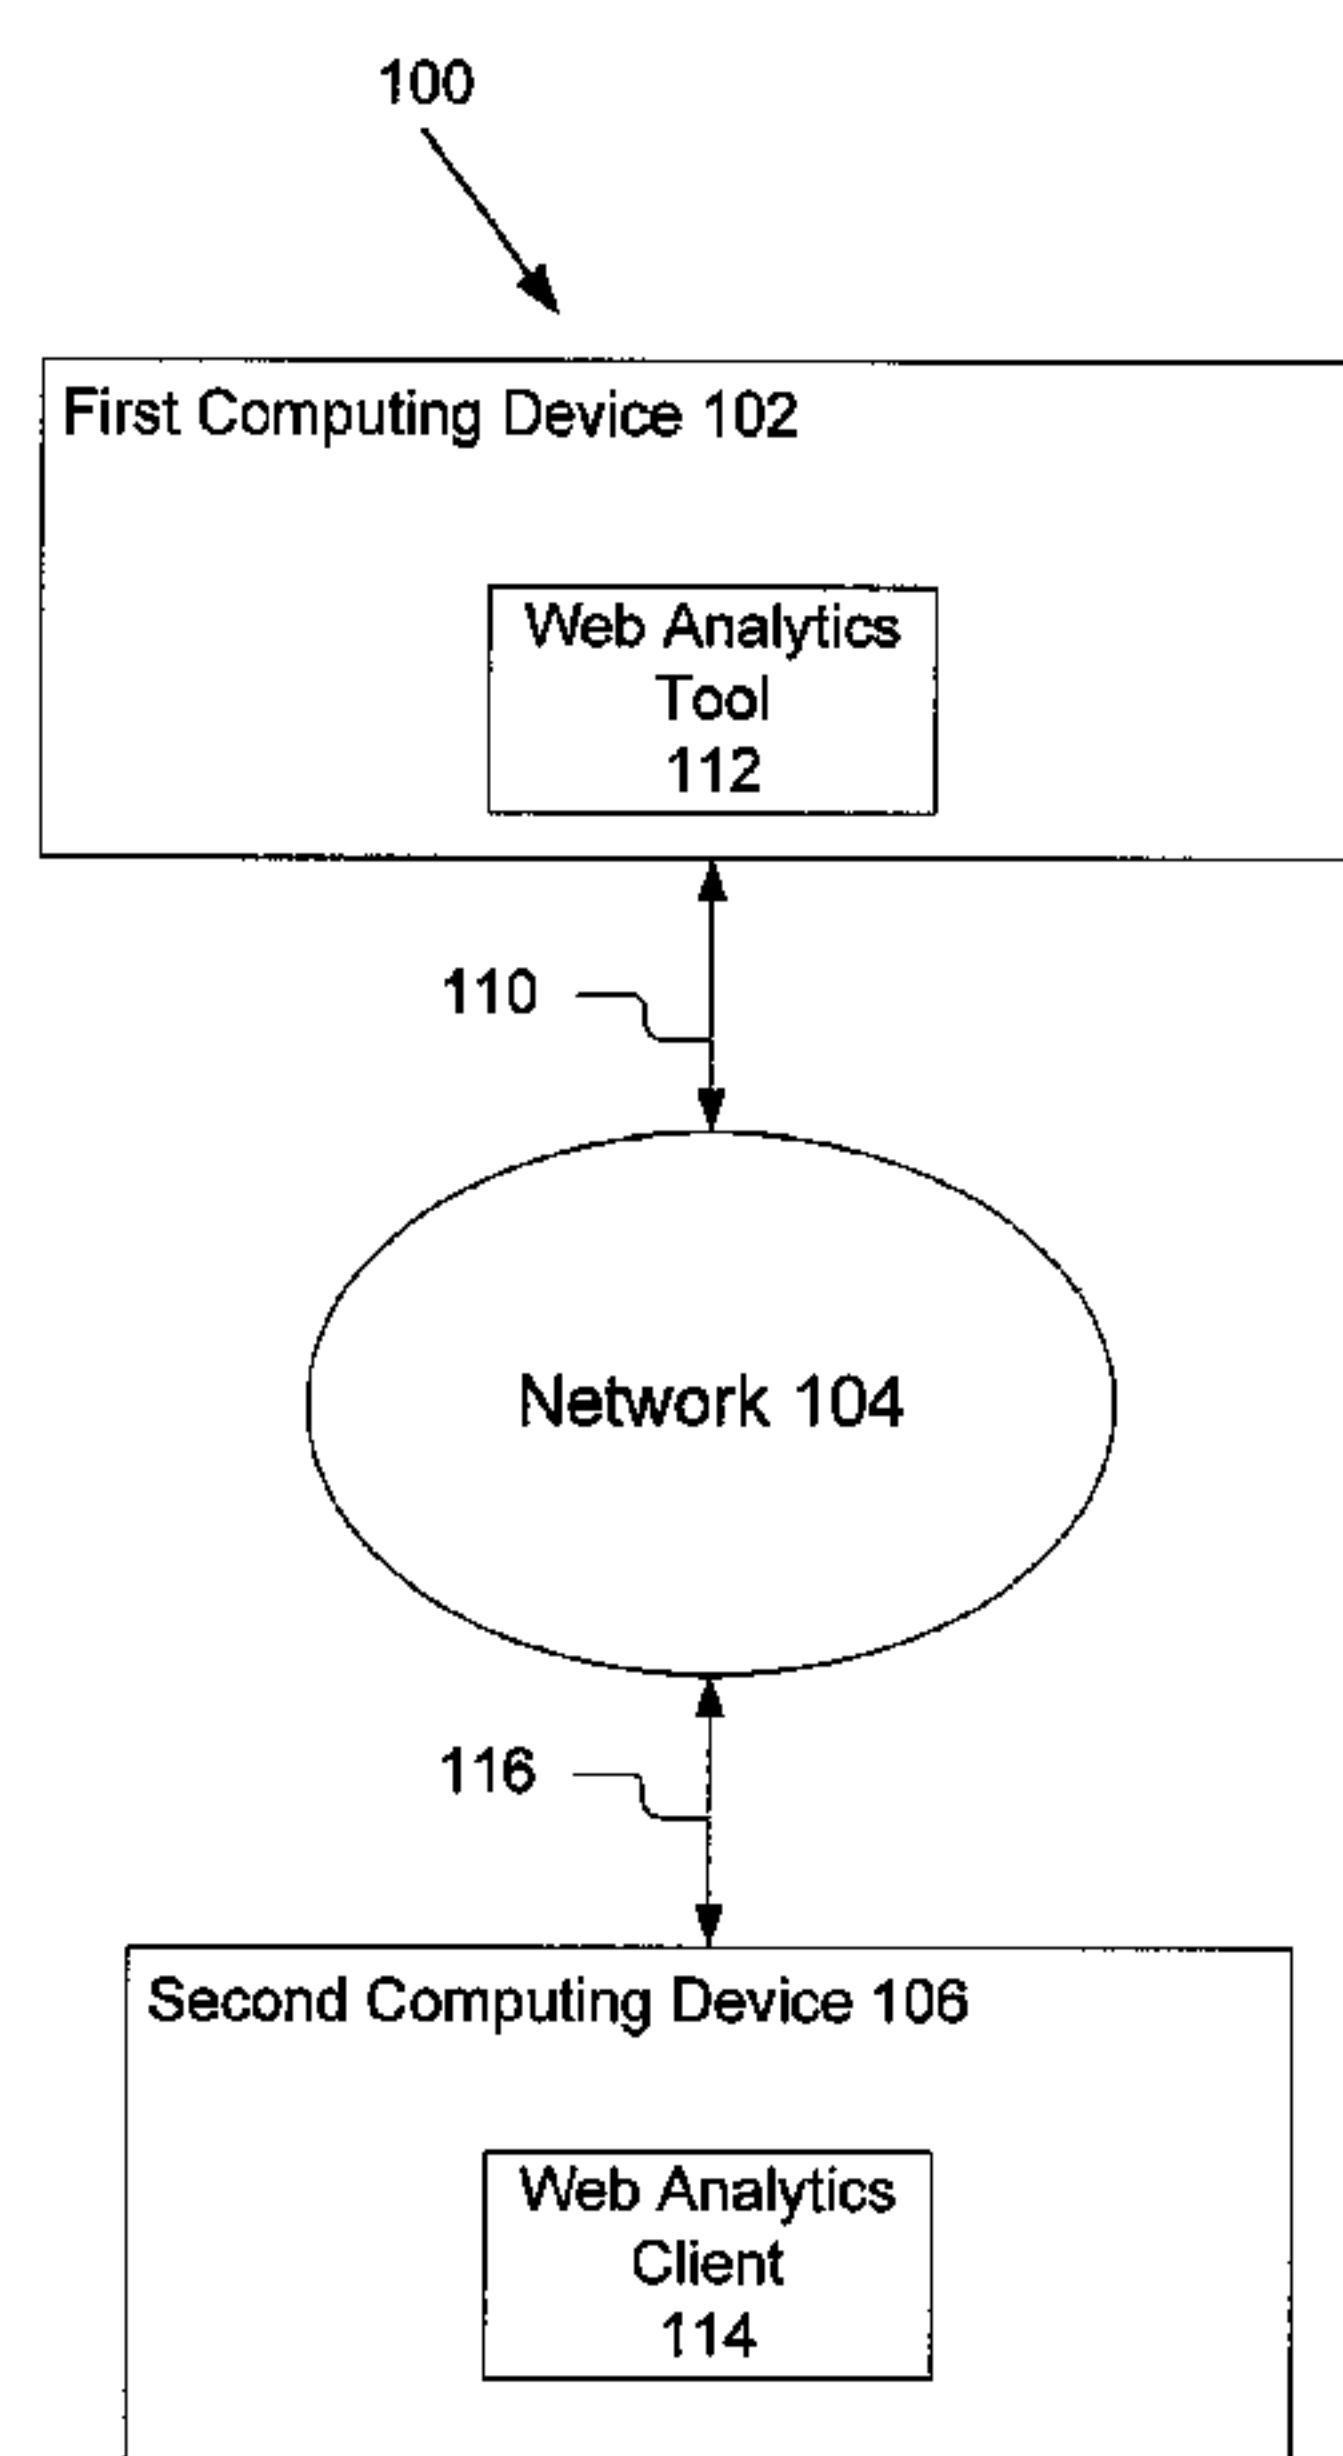 100
First Computing Device 102
Web Analytics
Tool
112
110
Network 104
116
Second Computing Device 106
Web Analytics
Client
114